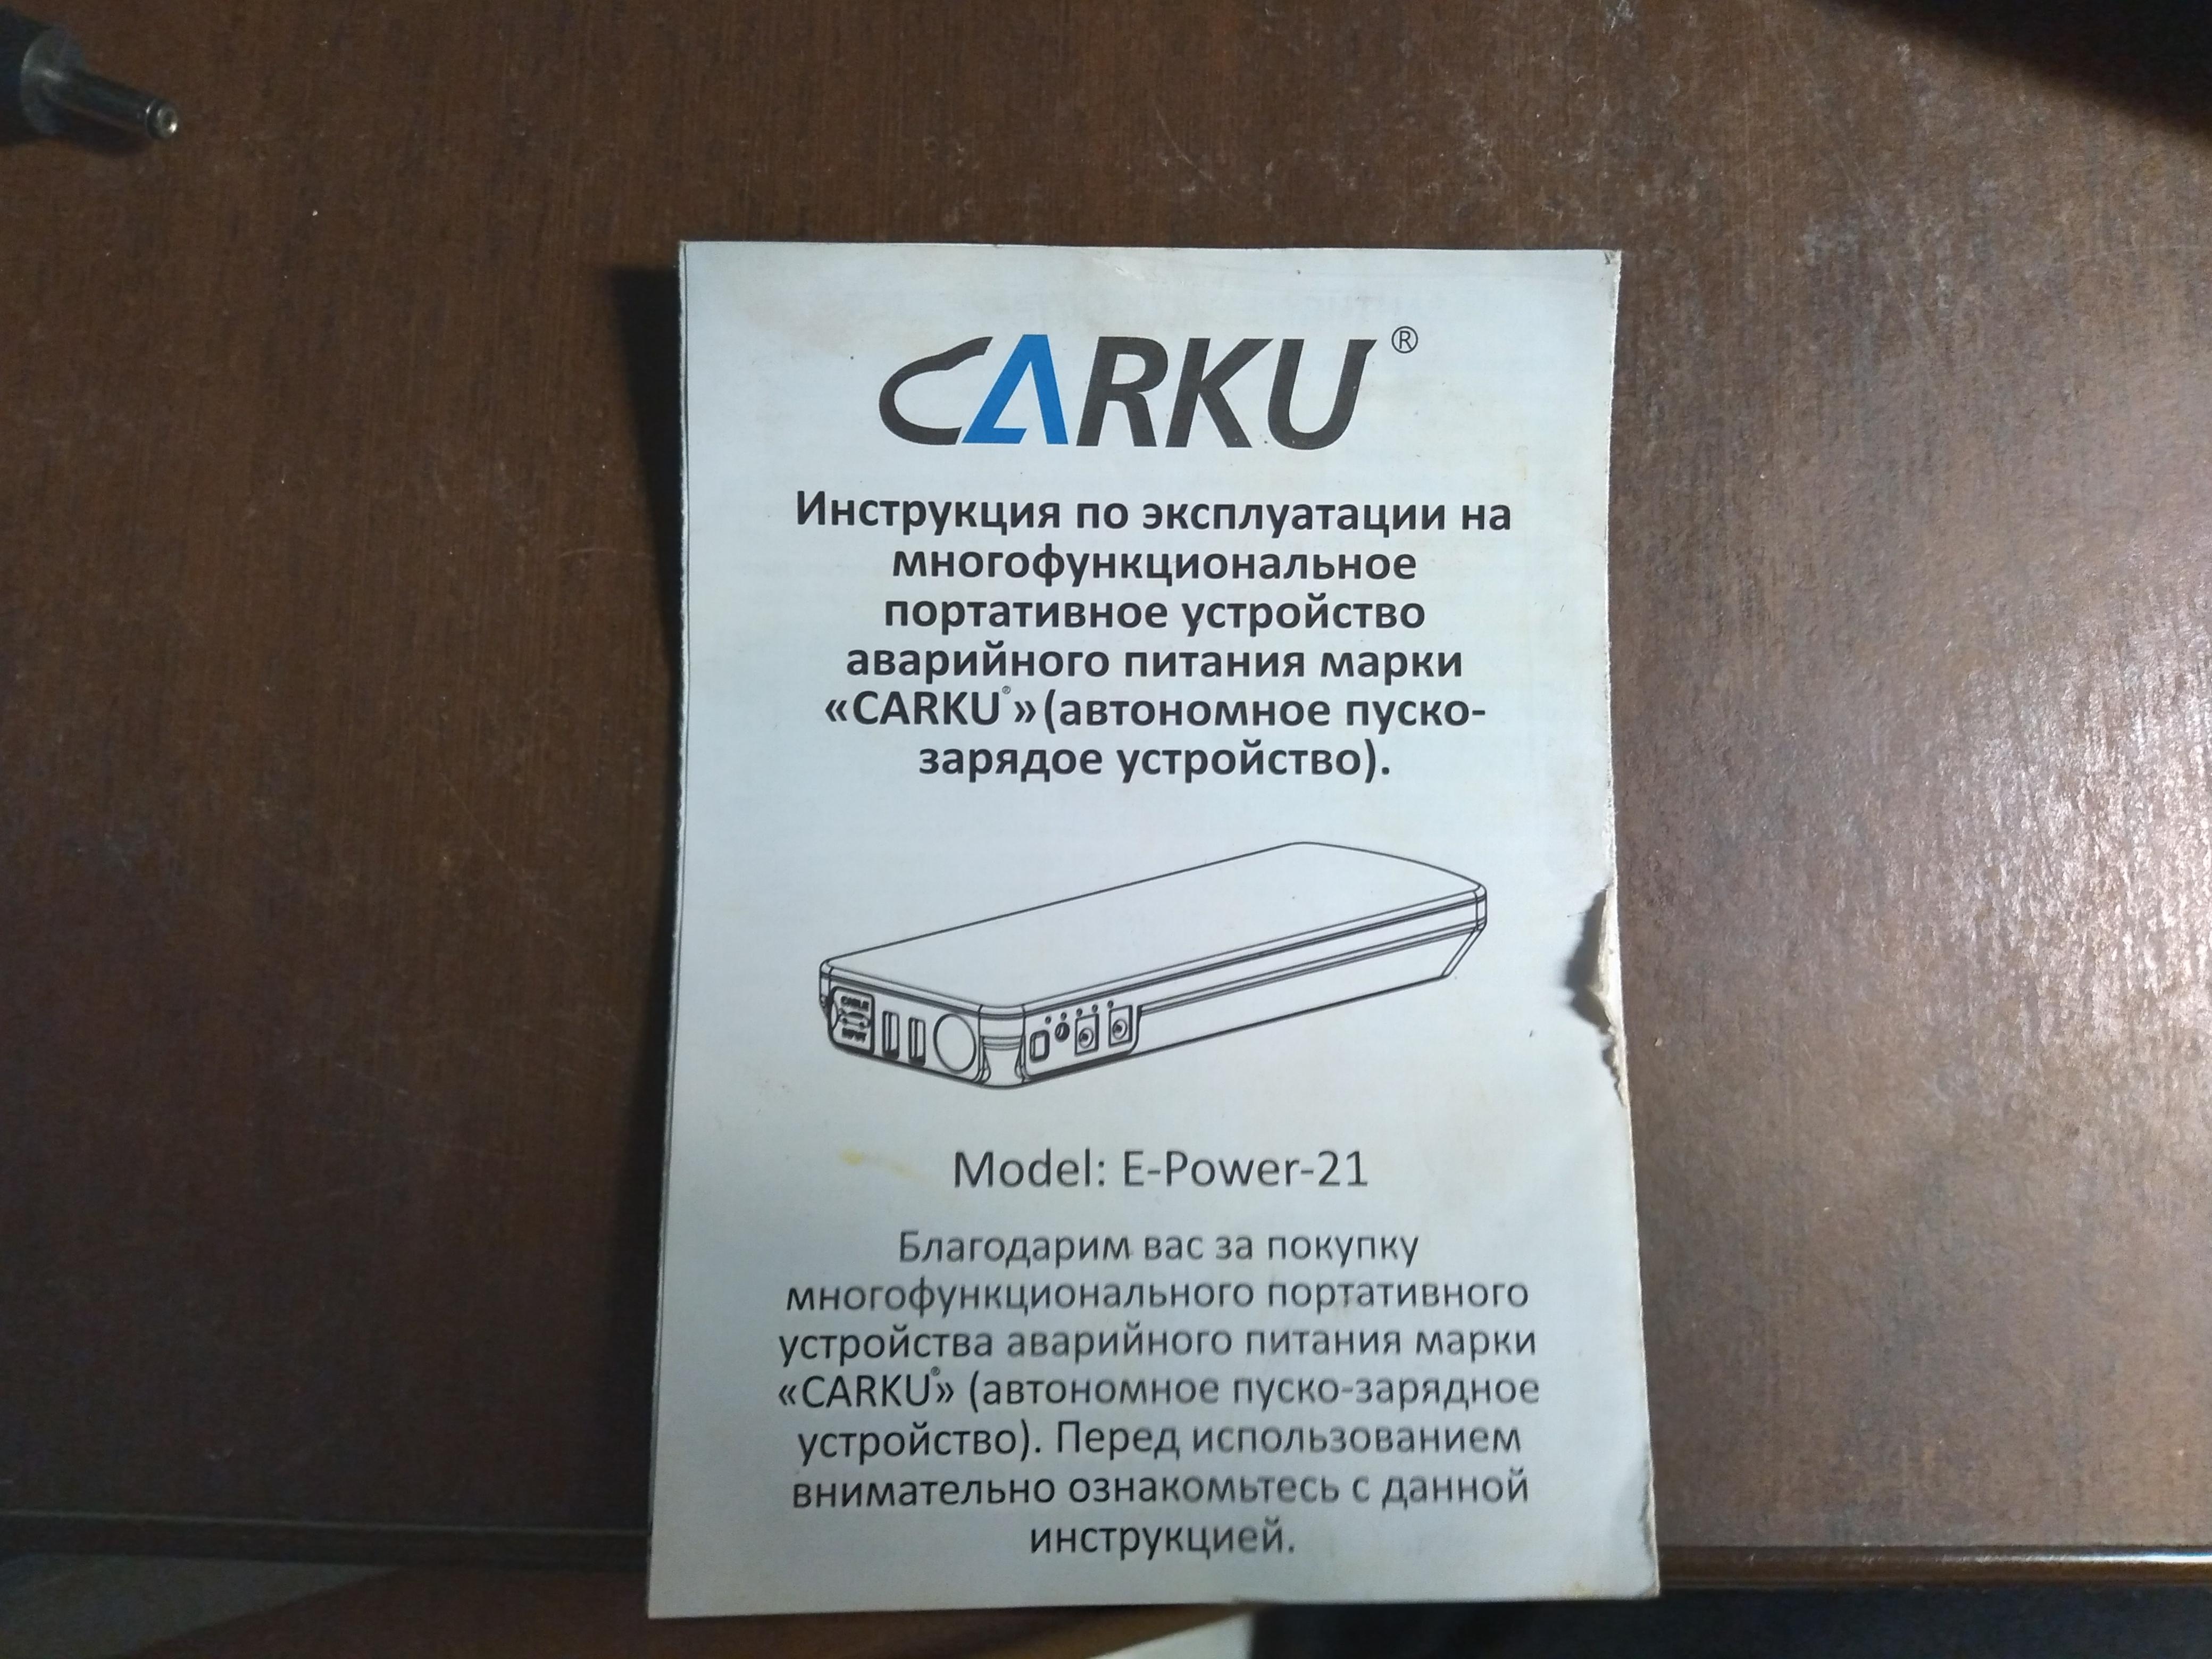 CARKU®
Инструкция по эксплуатации на
многофункциональное
портативное устройство
аварийного питания марки
«CARKU®» (автономное пуско-
зарядое устройство).
CABLE
INPUT
Model: E-Power-21
Благодарим вас за покупку
многофункционального портативного
устройства аварийного питания марки
«CARKU®» (автономное пуско-зарядное
устройство). Перед использованием
внимательно ознакомьтесь с данной
инструкцией.